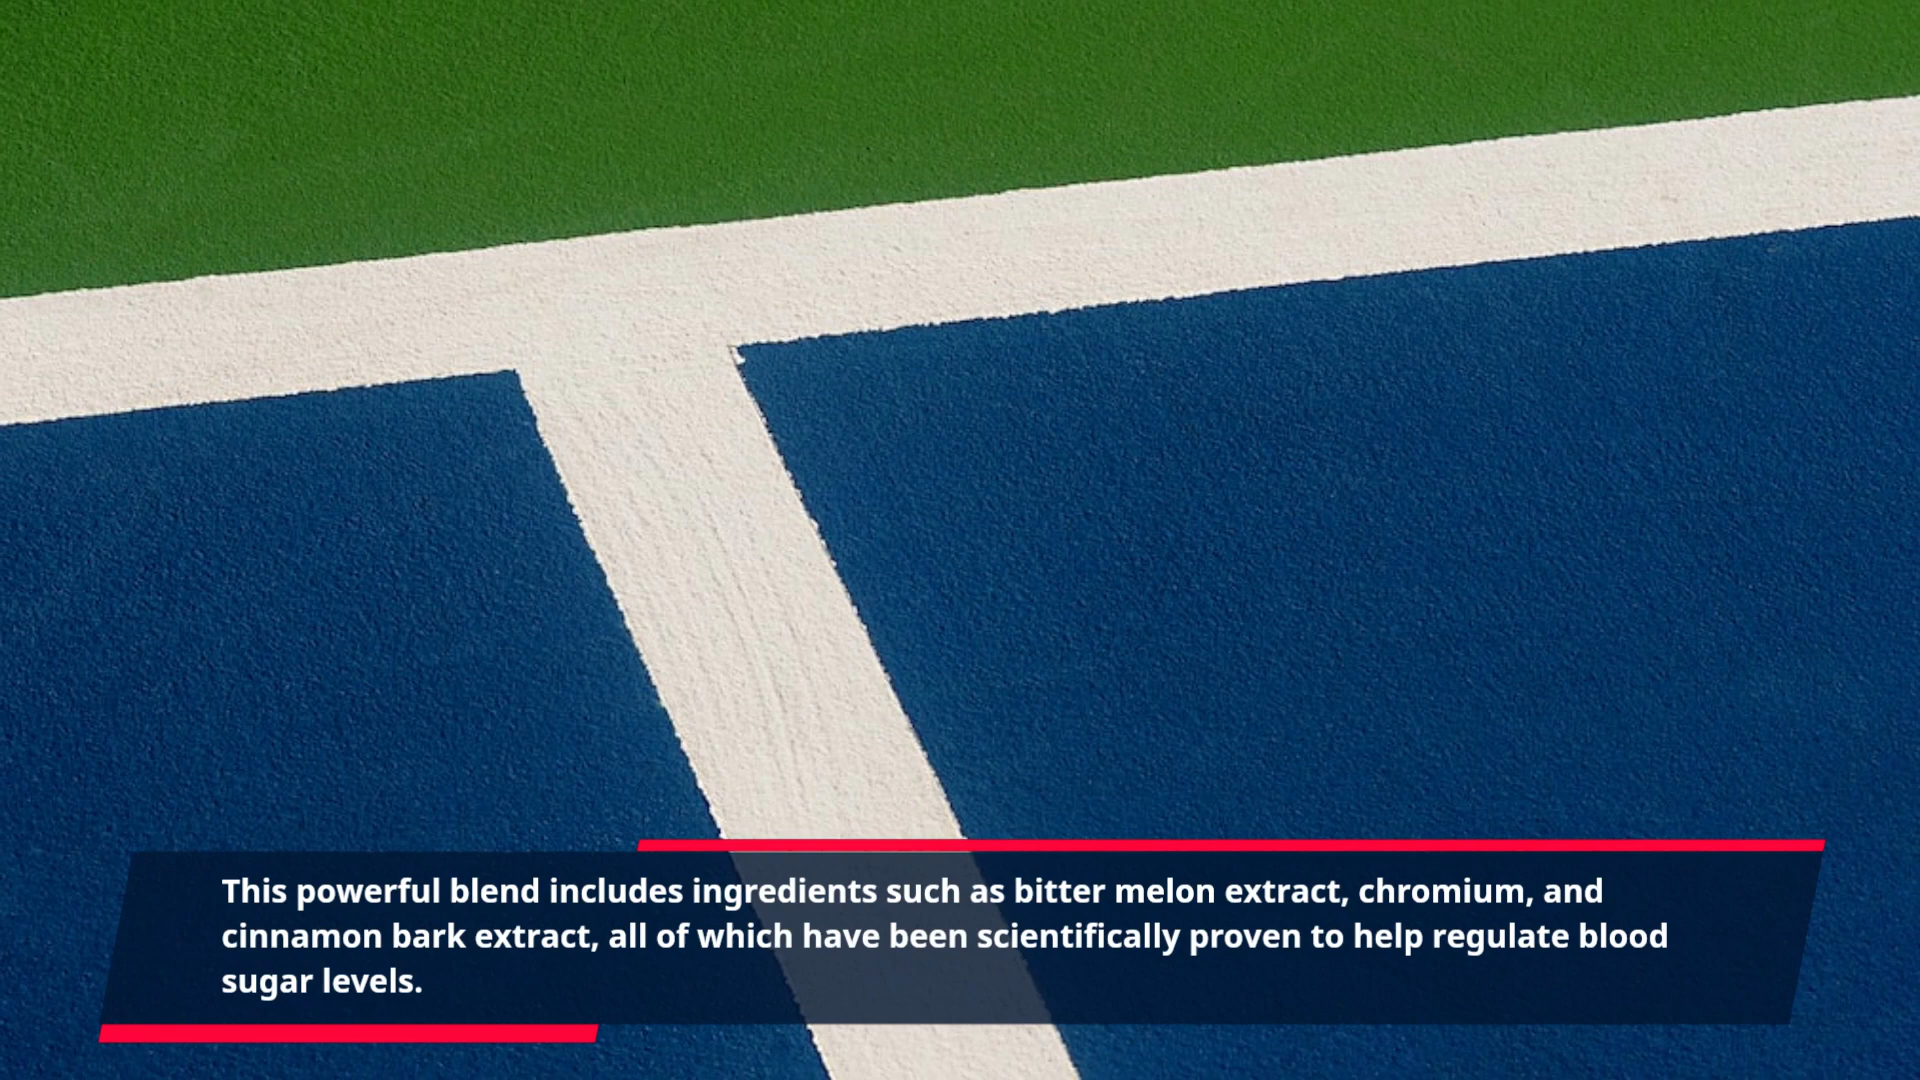 This powerful blend includes ingredients such as bitter melon extract, chromium, and
cinnamon bark extract, all of which have been scientifically proven to help regulate blood
sugar levels.